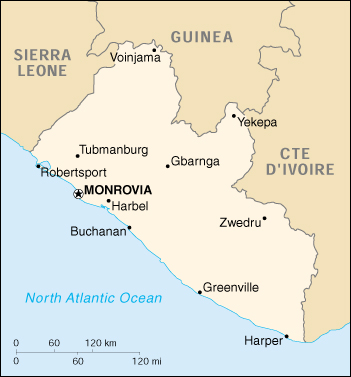 GUINEA
SIERRA
LEONE
Voinjama
Yekepa
Tubmanburg
Gbarnga
CTE
D'IVOIRE
Robertsport
MONROVIA
Harbel
Zwedru
Buchanan
Greenville
North Atlantic Ocean
Harper
0 60 120 km
0 60 120 mi